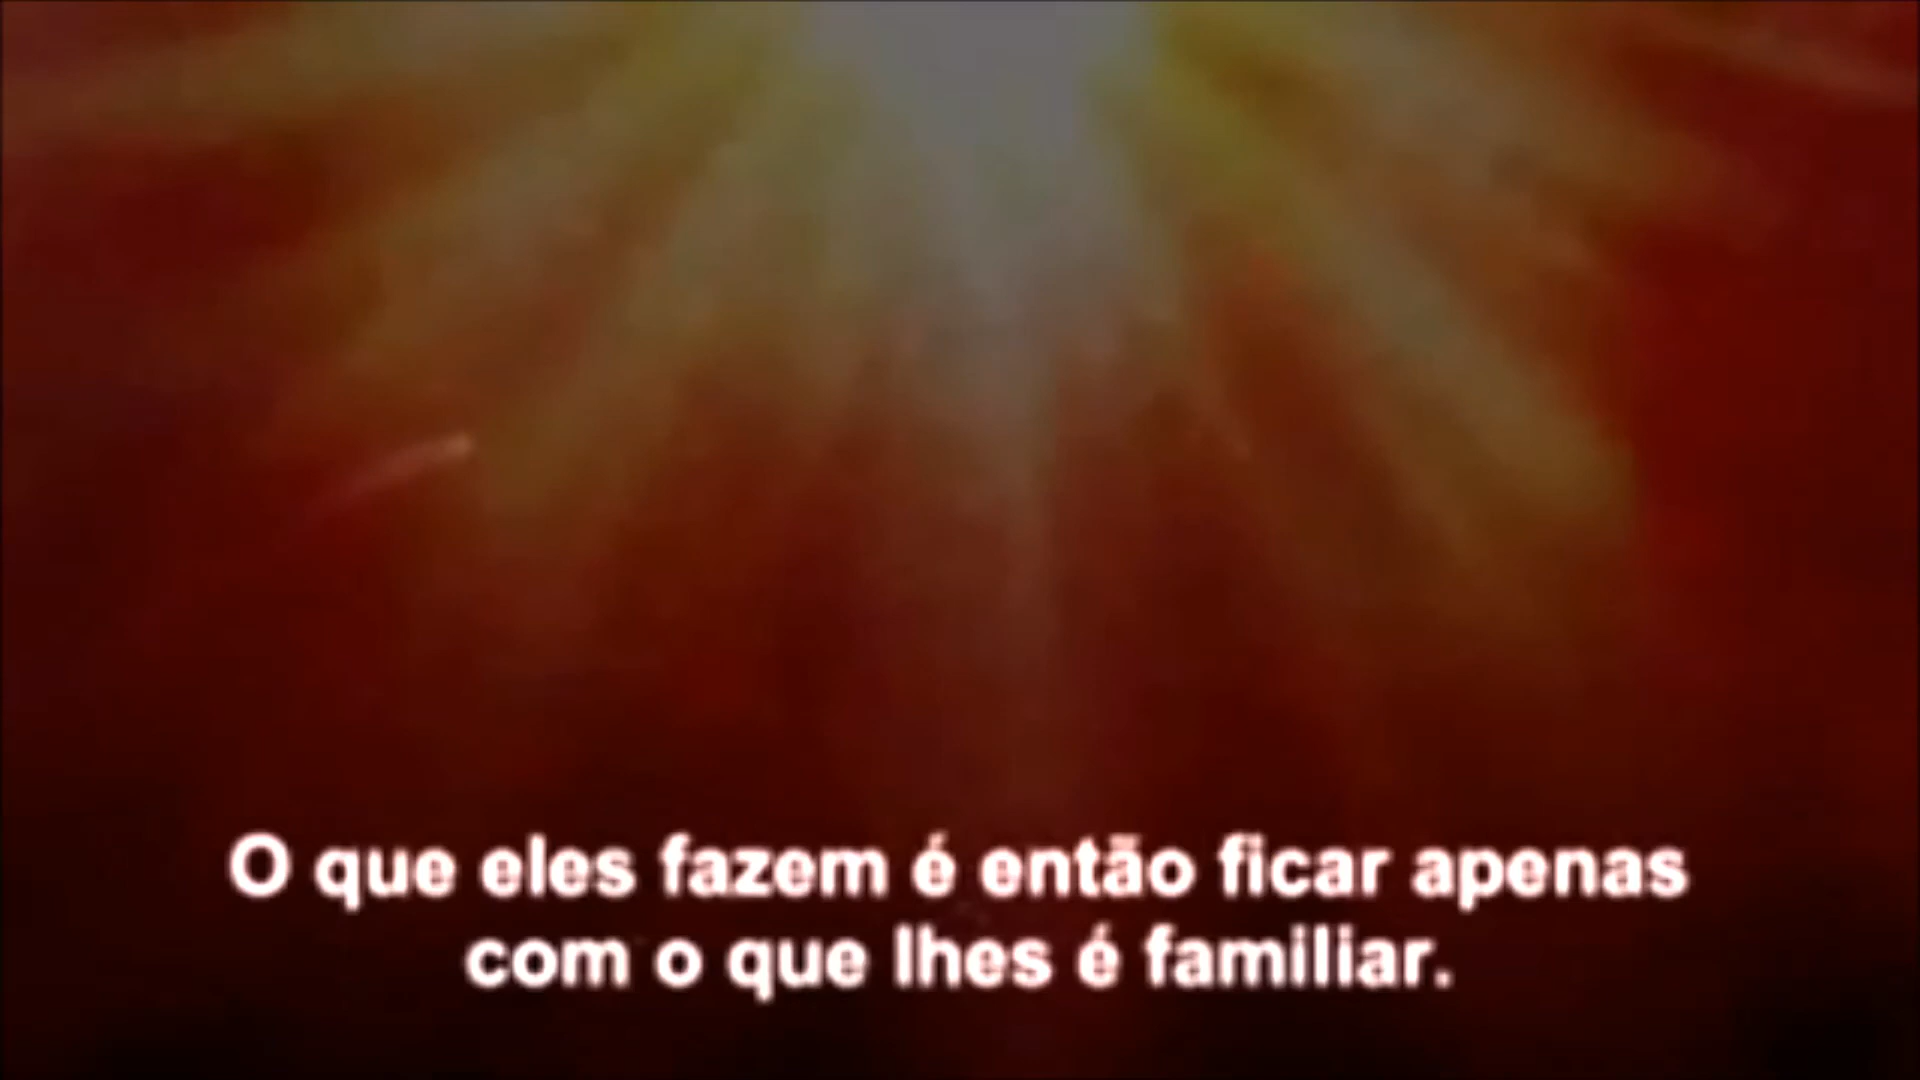 O que eles fazem é então ficar apenas
com o que lhes é familiar.